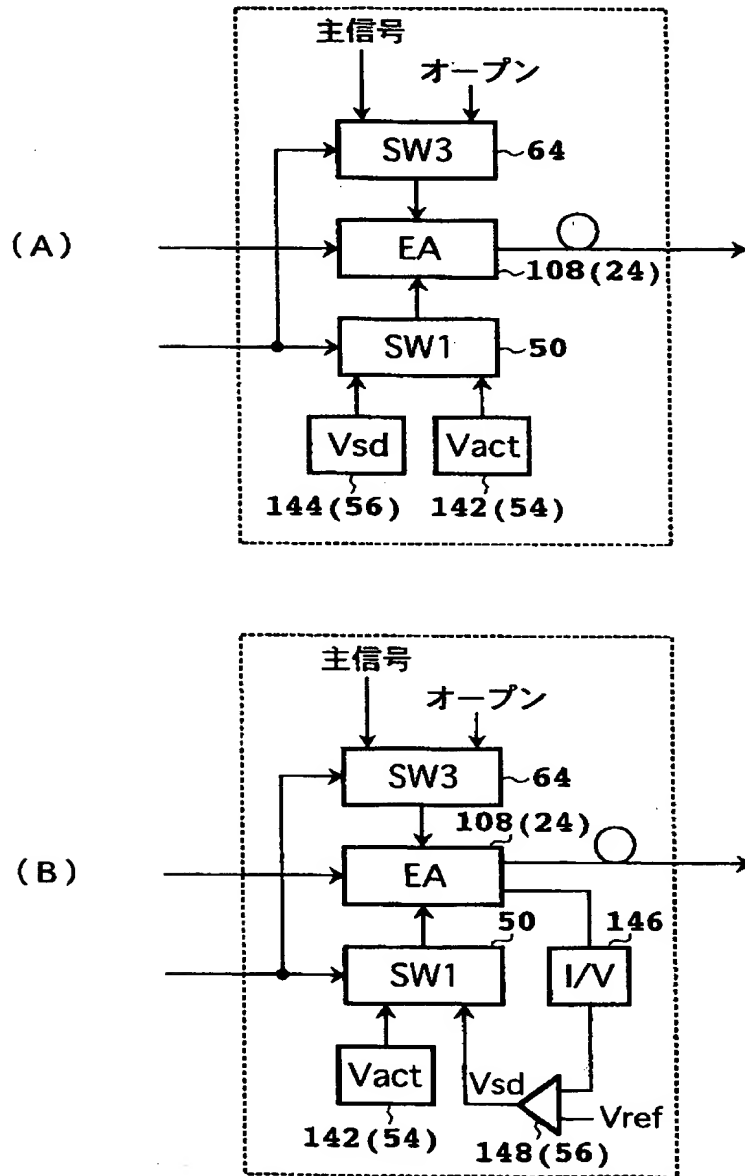 主信号
オープン
SW3
64
(A)
EA
108(24)
SW1
50
Vsd
Vact
144(56)
142(54)
主信号
オープン
SW3
64
108(24)
(B)
EA
50
146
SW1
I/V
Vact
Vsd
Vref
142(54)
148(56)